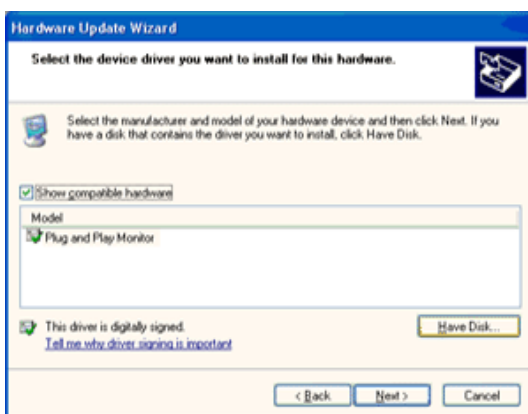 Hardware Update Wizard
Select the device driver you want to install for this hardware.
Select the manufacturer and model of your hardware device and then click Next. If you
have a disk that contains the driver you want to install, click Have Disk.
Show compatible hardware
Model
Plug and Play Monitor
This driver is digitally signed.
Have Disk...
Tell me why driver signing is important
< Back
Next >
Cancel